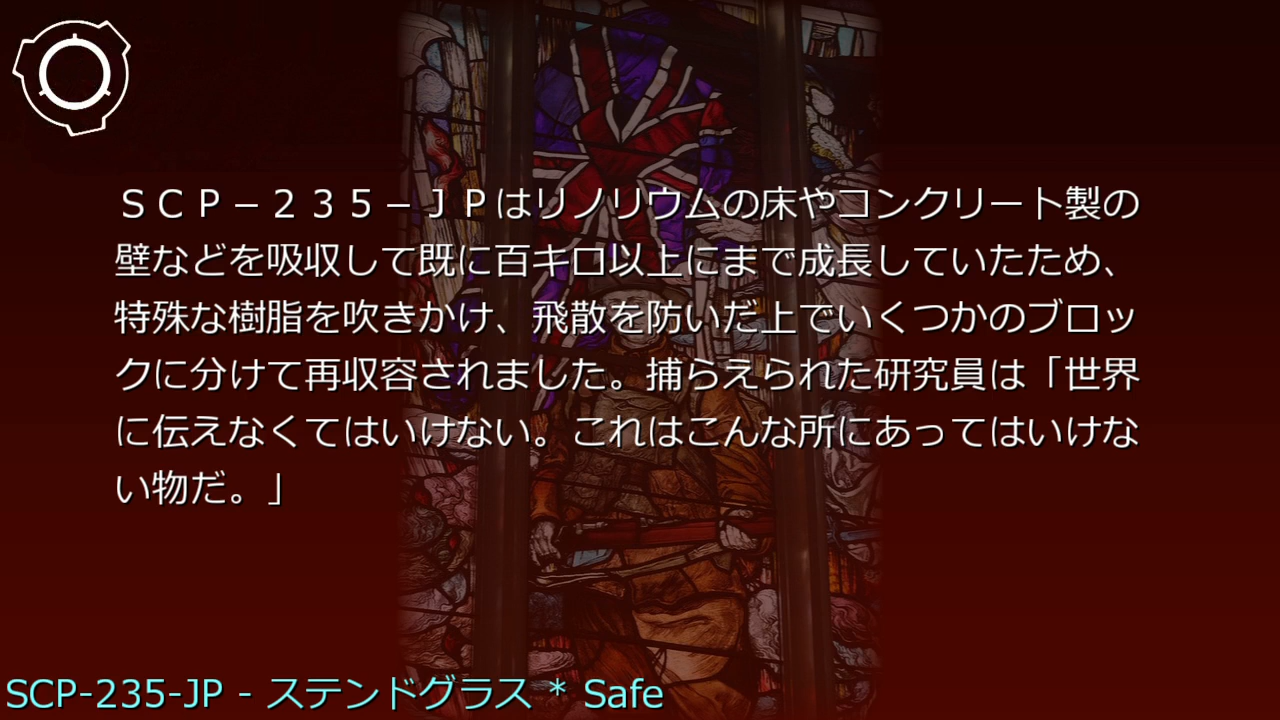 ＳＣＰ－２３５－ＪＰはリノリウムの床やコンクリート製の
壁などを吸収して既に百キロ以上にまで成長していたため、
特殊な樹脂を吹きかけ、飛散を防いだ上でいくつかのブロッ
クに分けて再収容されました。捕らえられた研究員は「世界
に伝えなくてはいけない。これはこんな所にあってはいけな
い物だ。」
SCP-235-JP - ステンドグラス * Safe